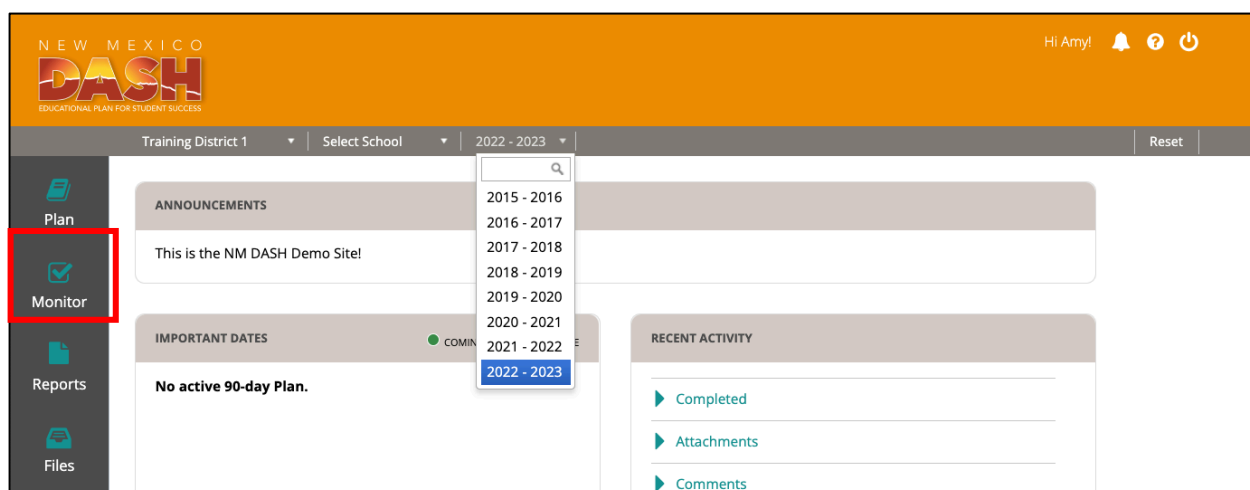 NEW MEXICO
DASH
EDUCATIONAL PLAN FOR STUDENT SUCCESS
Hi Amy!
Training District 1
Select School
2022 - 2023
Reset
2015 - 2016
2016 - 2017
2017 - 2018
2018 - 2019
2019 - 2020
2020 - 2021
2021 - 2022
2022 - 2023
Plan
Monitor
Reports
Files
ANNOUNCEMENTS
This is the NM DASH Demo Site!
IMPORTANT DATES
No active 90-day Plan.
RECENT ACTIVITY
Completed
Attachments
Comments